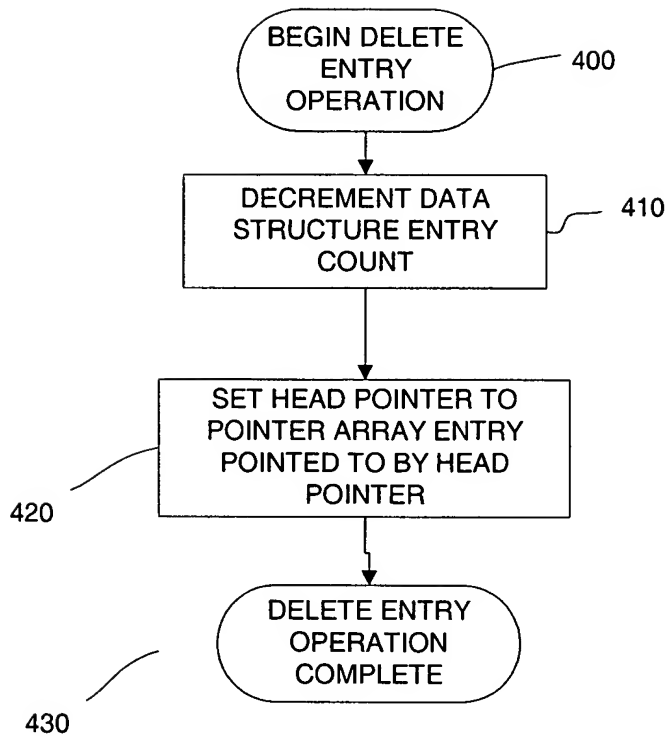 BEGIN DELETE
ENTRY
OPERATION
400
DECREMENT DATA
STRUCTURE ENTRY
COUNT
410
SET HEAD POINTER TO
POINTER ARRAY ENTRY
POINTED TO BY HEAD
POINTER
420
DELETE ENTRY
OPERATION
COMPLETE
430